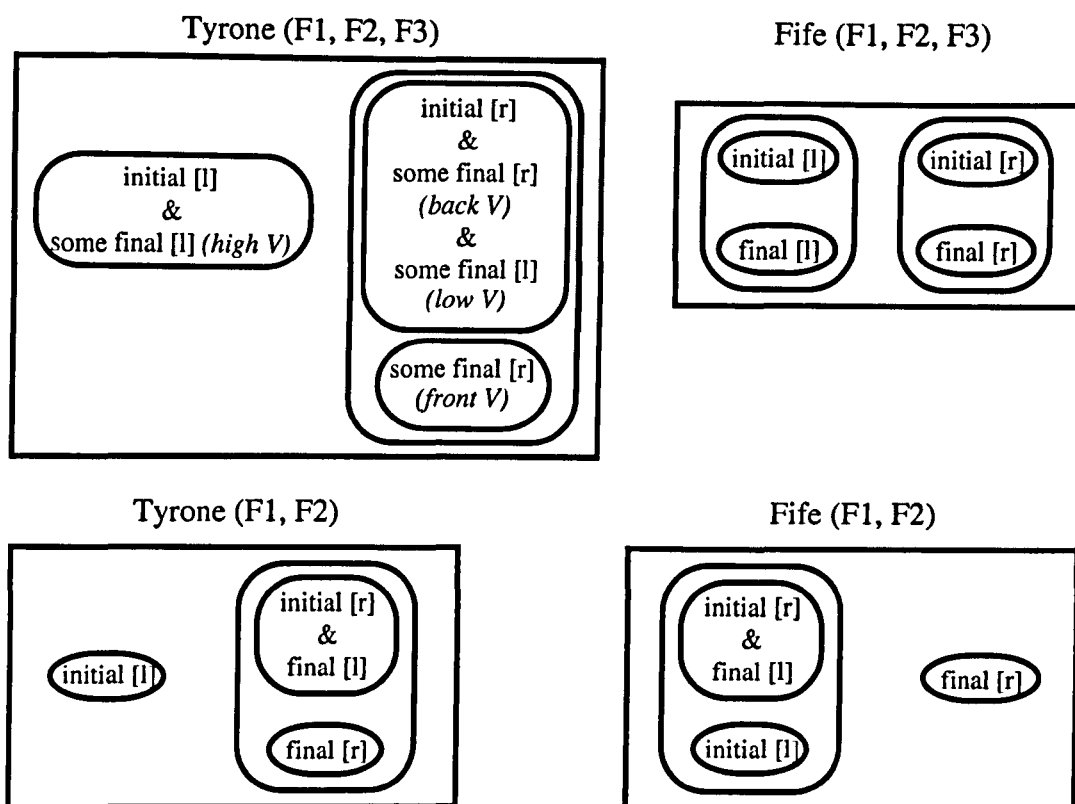 Tyrone (F1, F2, F3)
initial [l]
&
some final [l] (high V)
initial [r]
&
some final [r]
(back V)
&
some final [l]
(low V)
some final [r]
(front V)
Fife (F1, F2, F3)
initial [l]
final [l]
initial [r]
final [r]
Tyrone (F1, F2)
initial [l]
initial [r]
&
final [l]
final [r]
Fife (F1, F2)
initial [r]
&
final [l]
initial [l]
final [r]